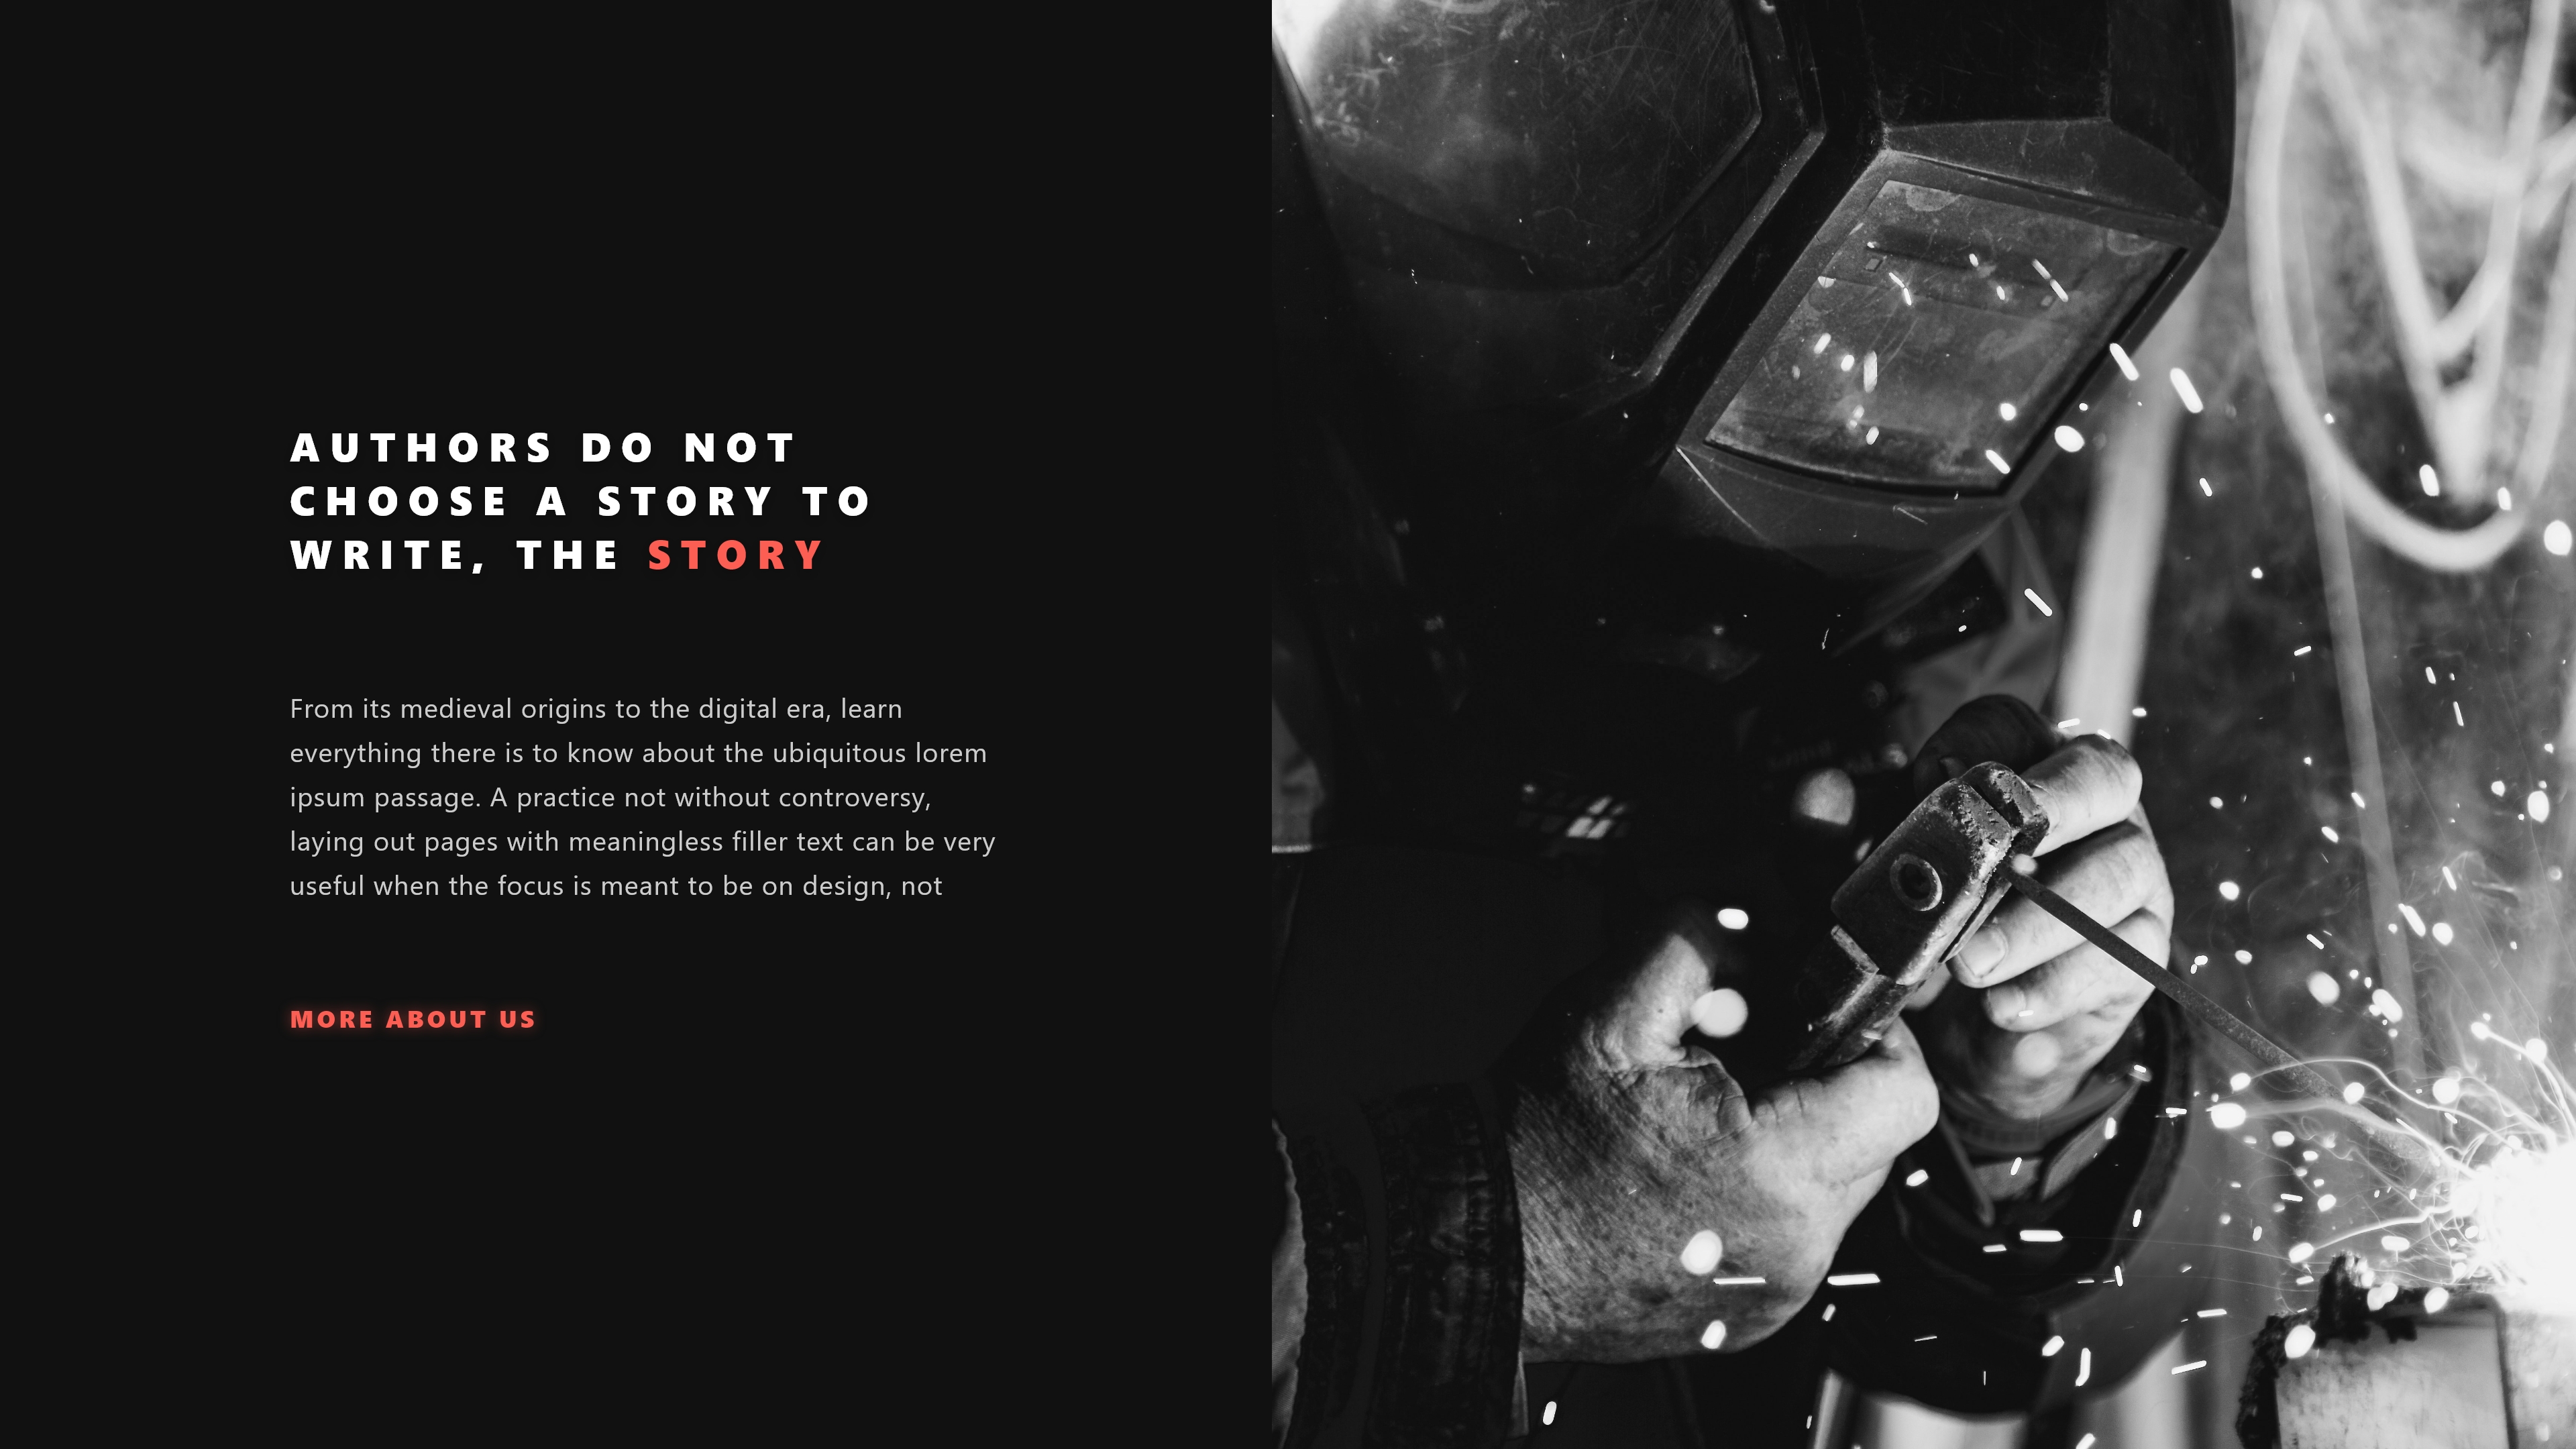 AUTHORS DO NOT
CHOOSE A STORY TO
WRITE, THE STORY
From its medieval origins to the digital era, learn
everything there is to know about the ubiquitous lorem
ipsum passage. A practice not without controversy,
laying out pages with meaningless filler text can be very
useful when the focus is meant to be on design, not
MORE ABOUT US